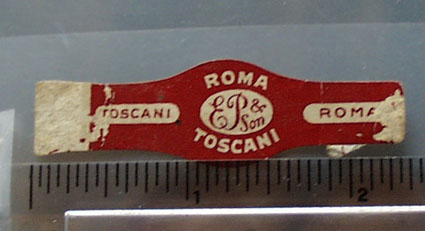 ROMA
EP&
Son
TOSCANI
TOSCANI
ROMA
1
2